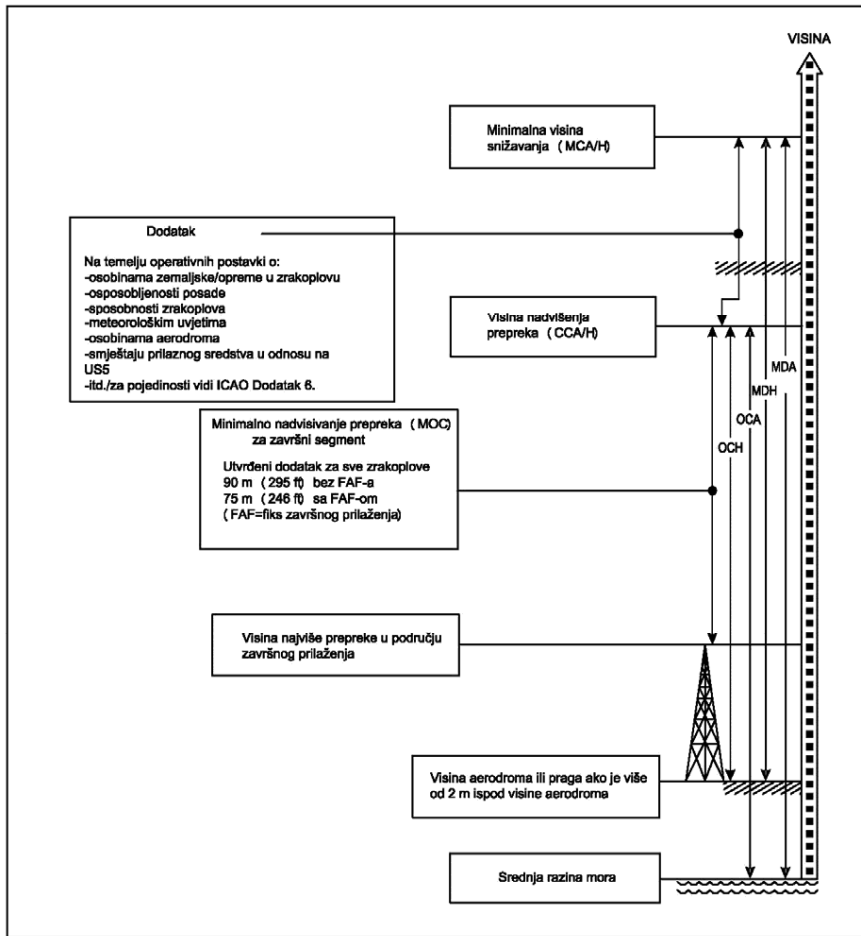 VISINA
Minimalna visina
snižavanja ( MCA/H)
Dodatak
Na temelju operativnih postavki o:
-osobinama zemaljske/opreme u zrakoplovu
-osposobljenosti posade
-sposobnosti zrakoplova
-meteorološkim uvjetima
-osobinama aerodroma
-smještaju prilaznog sredstva u odnosu na
US5
-itd./za pojedinosti vidi ICAO Dodatak 6.
Visina nadvišenja
prepreka ( CCA/H)
MDA
MDH
OCA
OCH
Minimalno nadvisivanje prepreka ( MOC)
za završni segment
Utvrđeni dodatak za sve zrakoplove
90 m ( 295 ft) bez FAF-a
75 m ( 246 ft) sa FAF-om
( FAF=fiks završnog prilaženja)
Visina najviše prepreke u području
završnog prilaženja
Visina aerodroma ili praga ako je više
od 2 m ispod visine aerodroma
Srednja razina mora